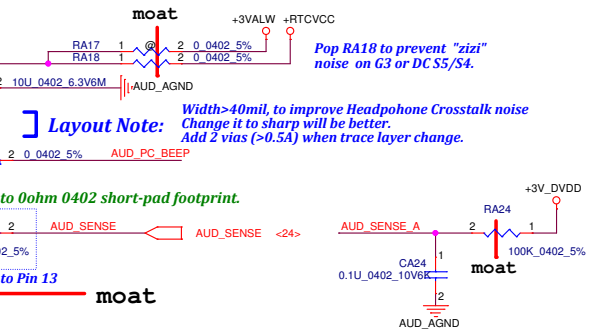 moat
+3VALW +RTCVCC
RA17 1 @ 2 0_0402_5%
RA18 1 2 0_0402_5%
Pop RA18 to prevent "zizi"
noise on G3 or DC S5/S4.
2 10U_0402_6.3V6M
AUD_AGND
Layout Note:
Width>40mil, to improve Headpohone Crosstalk noise
Change it to sharp will be better.
Add 2 vias (>0.5A) when trace layer change.
2 0_0402_5% AUD_PC_BEEP
to 0ohm 0402 short-pad footprint.
+3V_DVDD
RA24
2 AUD_SENSE AUD_SENSE <24> AUD_SENSE_A 2 1
02_5%
100K_0402_5%
to Pin 13
CA24 1
0.1U_0402_10V6K
moat
2
moat
AUD_AGND